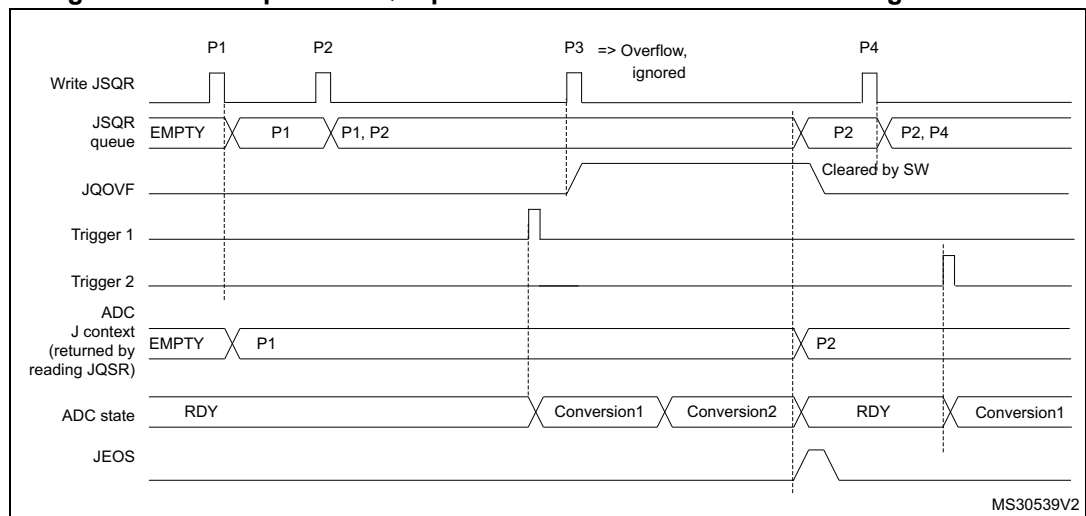 P1 P2 P3 => Overflow, P4
ignored
Write JSQR
JSQR
queue
EMPTY P1 P1, P2 P2 P2, P4
JQOVF
Cleared by SW
Trigger 1
Trigger 2
ADC
J context
(returned by
reading JQSR)
EMPTY P1 P2
ADC state RDY Conversion1 Conversion2 RDY Conversion1
JEOS
MS30539V2